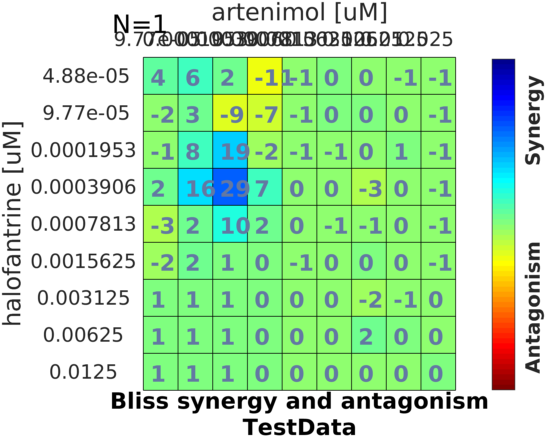 artenimol [uM]
N=1
halofantrine [uM]
4.88e-05 4 6 2 -11 -1 0 0 -1 -1
9.77e-05 -2 3 -9 -7 -1 0 0 0 -1
0.0001953 -1 8 19 -2 -1 -1 0 1 -1
0.0003906 2 16 29 7 0 0 -3 0 -1
0.0007813 -3 2 10 2 0 -1 -1 0 -1
0.0015625 -2 2 1 0 -1 0 0 0 -1
0.003125 1 1 1 0 0 0 -2 -1 0
0.00625 1 1 1 0 0 0 2 0 0
0.0125 1 1 1 0 0 0 0 0 0
Synergy
Antagonism
Bliss synergy and antagonism
TestData